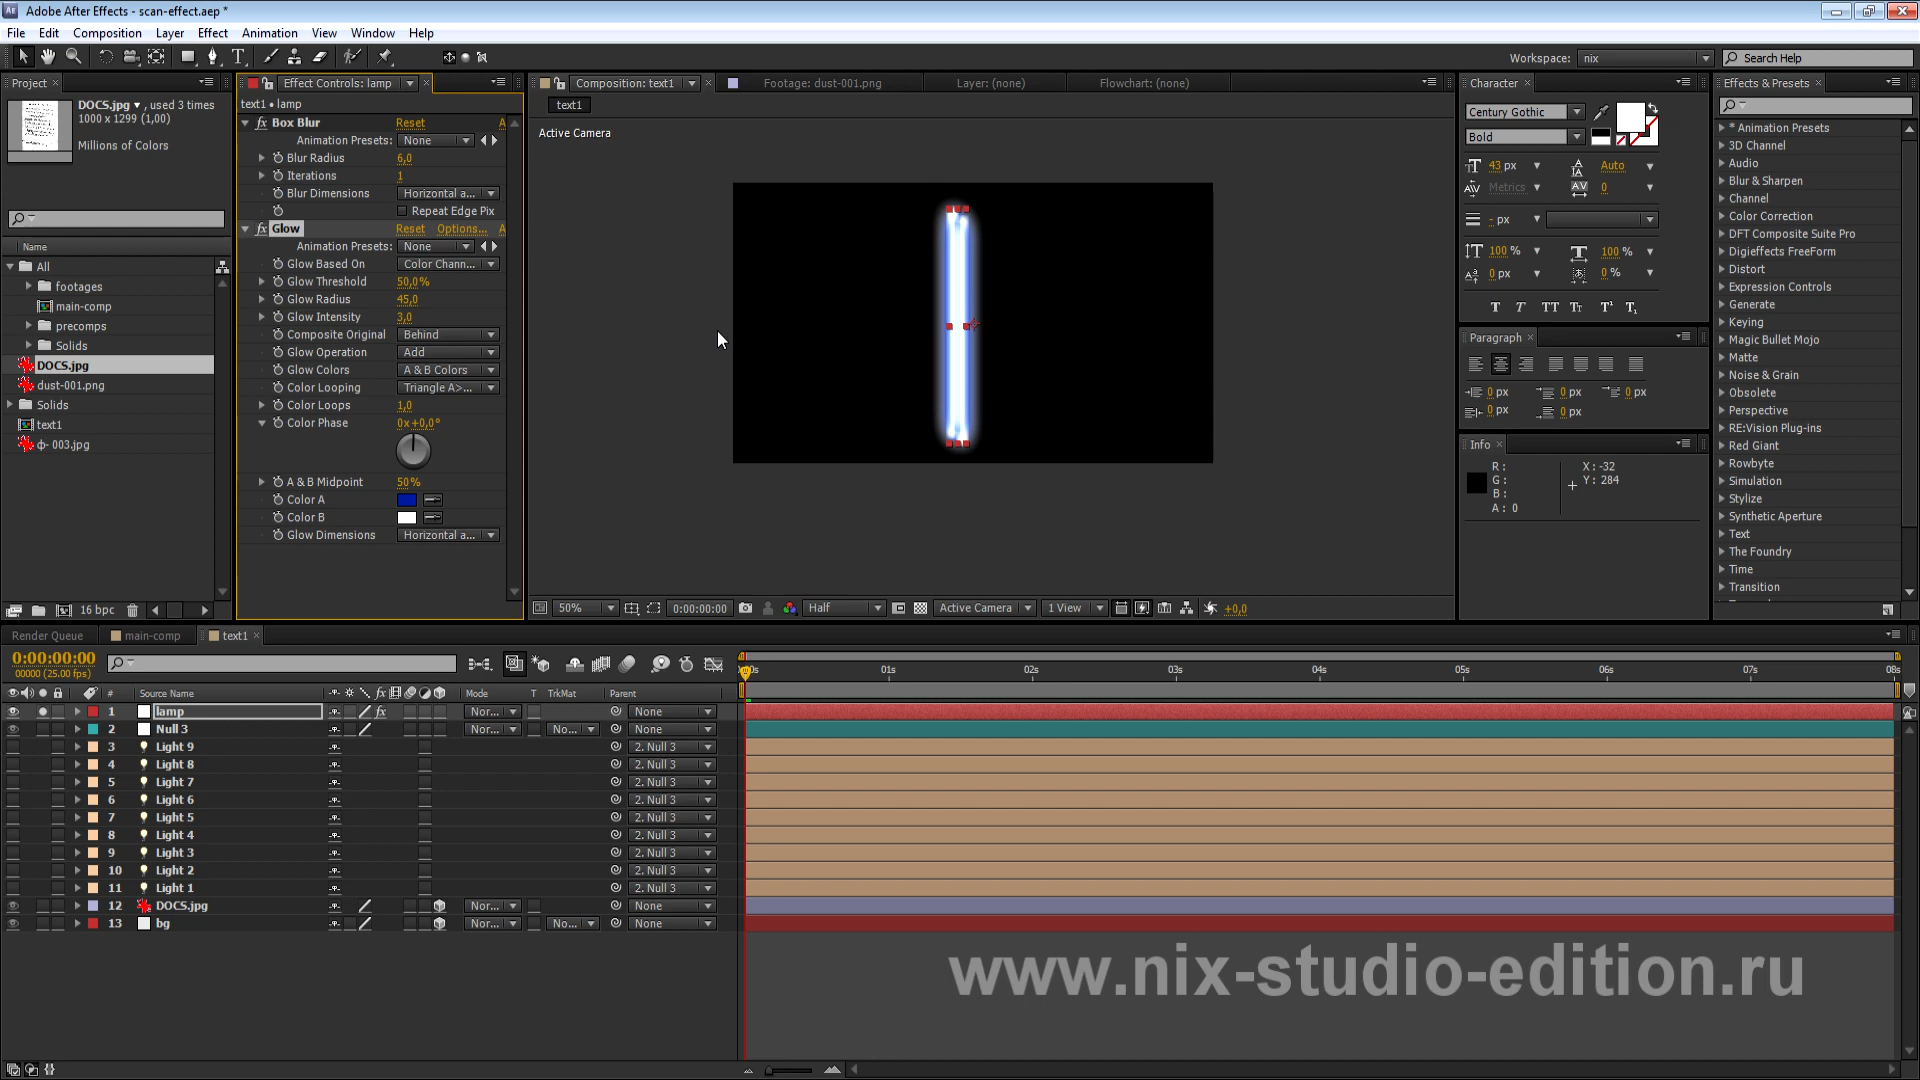 Adobe After Effects - scan-effect.aep *
File Edit Composition Layer Effect Animation View Window Help
Workspace: nix Search Help
Project
DOCS.jpg , used 3 times
1000 x 1299 (1,00)
Millions of Colors
Name
All
footages
main-comp
precomps
Solids
DOCS.jpg
dust-001.png
Solids
text1
ф- 003.jpg
16 bpc
Effect Controls: lamp
text1 • lamp
fx Box Blur Reset A
Animation Presets: None
Blur Radius 6,0
Iterations 1
Blur Dimensions Horizontal a...
Repeat Edge Pix
fx Glow Reset Options... A
Animation Presets: None
Glow Based On Color Chann...
Glow Threshold 50,0%
Glow Radius 45,0
Glow Intensity 3,0
Composite Original Behind
Glow Operation Add
Glow Colors A & B Colors
Color Looping Triangle A>...
Color Loops 1,0
Color Phase 0x+0,0°
A & B Midpoint 50%
Color A
Color B
Glow Dimensions Horizontal a...
Composition: text1 Footage: dust-001.png Layer: (none) Flowchart: (none)
text1
Active Camera
50% 0:00:00:00 Half Active Camera 1 View +0,0
Character
Century Gothic
Bold
43 px Auto
Metrics 0
- px
100 % 100 %
0 px 0 %
T T TT Tr T¹ T₁
Paragraph
0 px 0 px 0 px
0 px 0 px
Info
R: X: -32
G: Y: 284
B:
A: 0
Effects & Presets
* Animation Presets
3D Channel
Audio
Blur & Sharpen
Channel
Color Correction
DFT Composite Suite Pro
Digieffects FreeForm
Distort
Expression Controls
Generate
Keying
Magic Bullet Mojo
Matte
Noise & Grain
Obsolete
Perspective
RE:Vision Plug-ins
Red Giant
Rowbyte
Simulation
Stylize
Synthetic Aperture
Text
The Foundry
Time
Transition
Render Queue main-comp text1
0:00:00:00
00000 (25.00 fps)
01s 02s 03s 04s 05s 06s 07s 08s
# Source Name fx Mode T TrkMat Parent
1 lamp fx Nor... None
2 Null 3 Nor... No... None
3 Light 9 2. Null 3
4 Light 8 2. Null 3
5 Light 7 2. Null 3
6 Light 6 2. Null 3
7 Light 5 2. Null 3
8 Light 4 2. Null 3
9 Light 3 2. Null 3
10 Light 2 2. Null 3
11 Light 1 2. Null 3
12 DOCS.jpg Nor... None
13 bg Nor... No... None
www.nix-studio-edition.ru